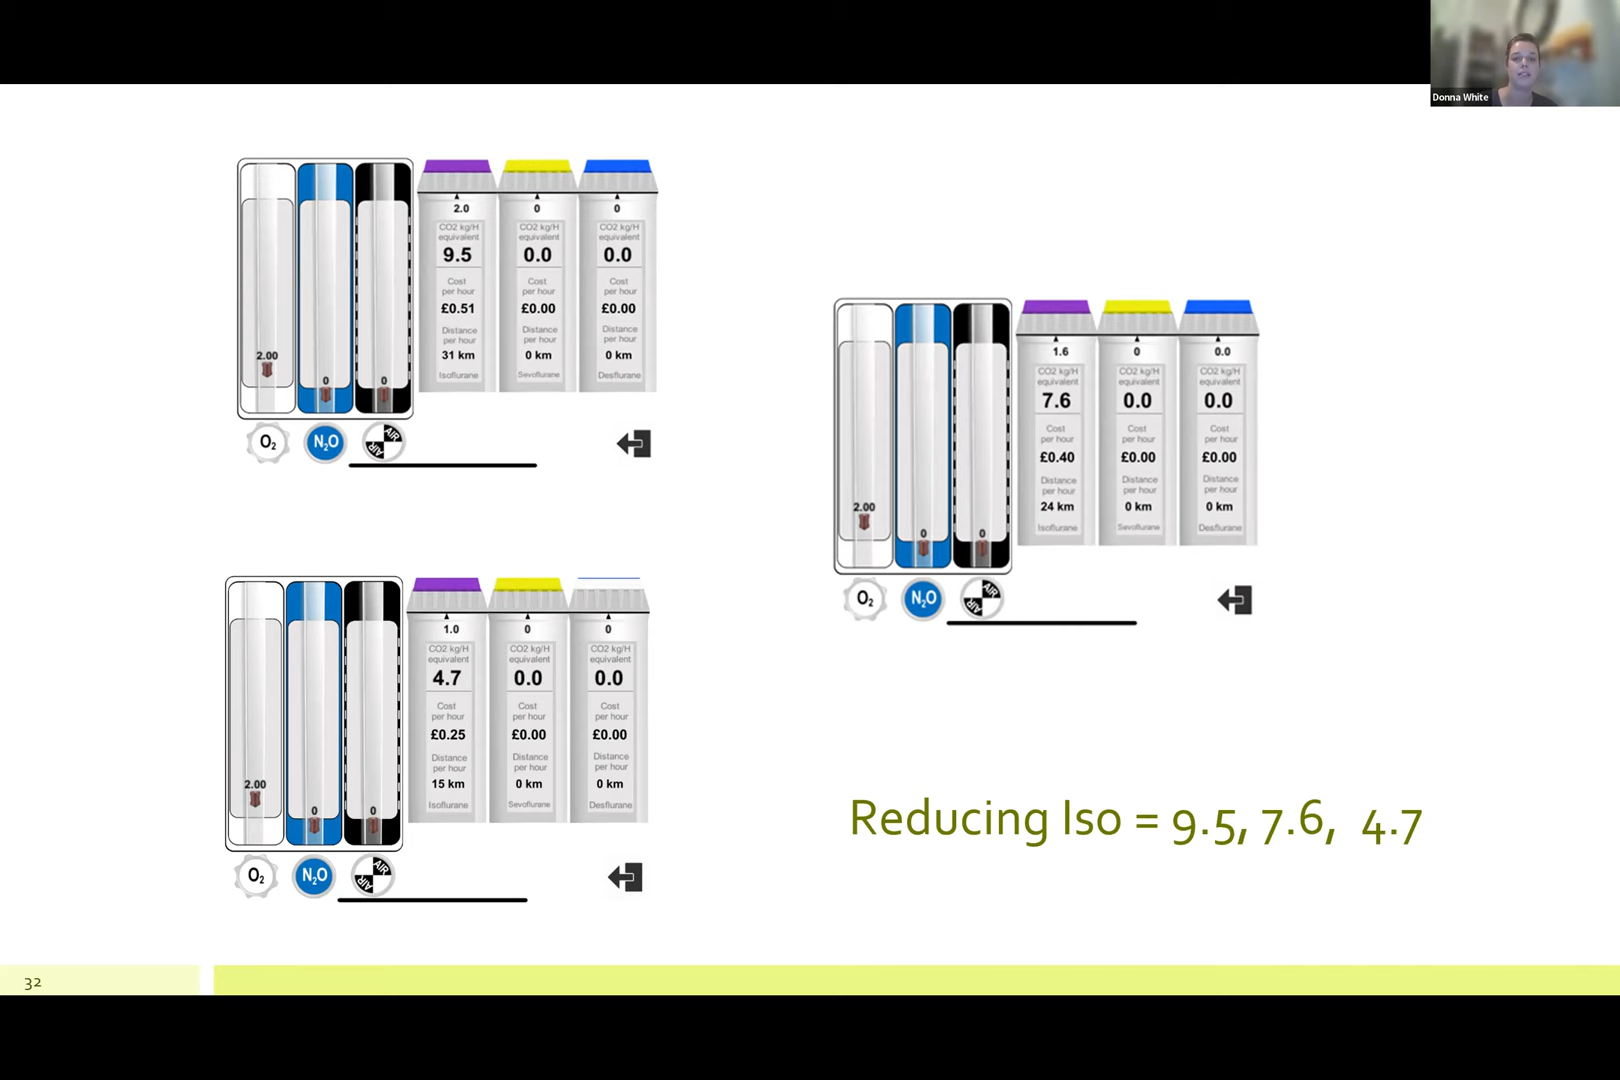 Donna White
2.0 0 0
CO2 kg/H CO2 kg/H CO2 kg/H
equivalent equivalent equivalent
9.5 0.0 0.0
Cost Cost Cost
per hour per hour per hour
£0.51 £0.00 £0.00
Distance Distance Distance
per hour per hour per hour
31 km 0 km 0 km
Isoflurane Sevoflurane Desflurane
2.00 0 0
O2 N2O AIR AIR
1.6 0 0.0
CO2 kg/H CO2 kg/H CO2 kg/H
equivalent equivalent equivalent
7.6 0.0 0.0
Cost Cost Cost
per hour per hour per hour
£0.40 £0.00 £0.00
Distance Distance Distance
per hour per hour per hour
24 km 0 km 0 km
Isoflurane Sevoflurane Desflurane
2.00 0 0
O2 N2O AIR AIR
1.0 0 0
CO2 kg/H CO2 kg/H CO2 kg/H
equivalent equivalent equivalent
4.7 0.0 0.0
Cost Cost Cost
per hour per hour per hour
£0.25 £0.00 £0.00
Distance Distance Distance
per hour per hour per hour
15 km 0 km 0 km
Isoflurane Sevoflurane Desflurane
2.00 0 0
O2 N2O AIR AIR
Reducing Iso = 9.5, 7.6, 4.7
32